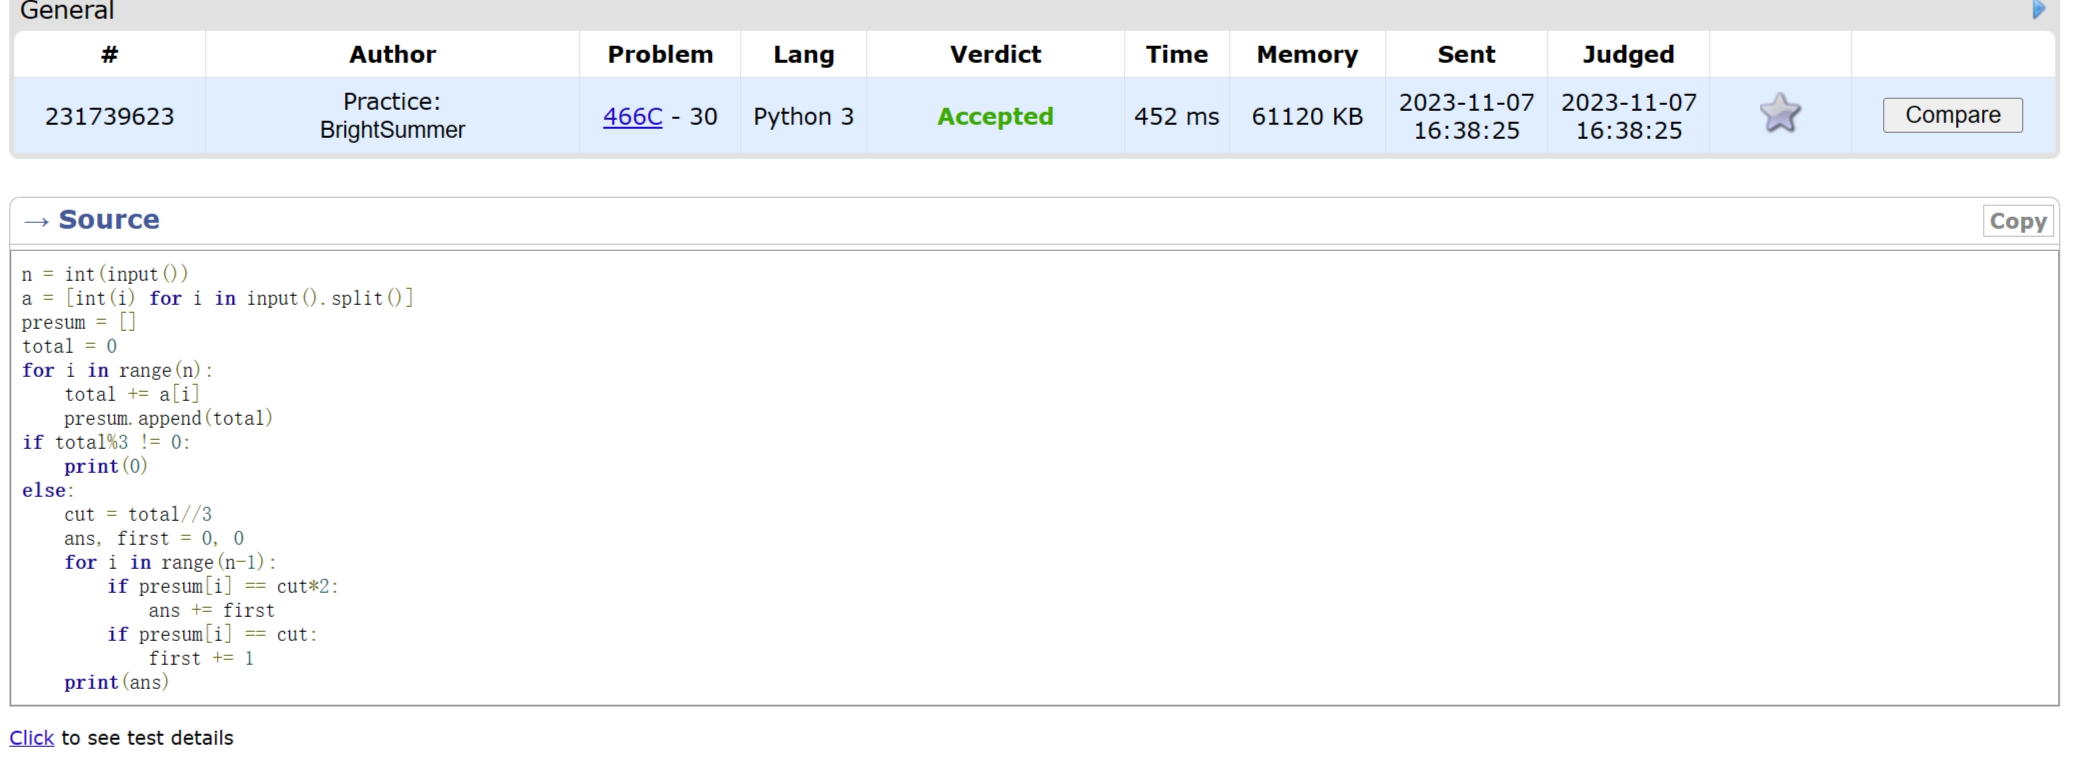 General
# Author Problem Lang Verdict Time Memory Sent Judged
231739623 Practice: BrightSummer 466C - 30 Python 3 Accepted 452 ms 61120 KB 2023-11-07 16:38:25 2023-11-07 16:38:25 Compare
→ Source Copy
n = int(input())
a = [int(i) for i in input().split()]
presum = []
total = 0
for i in range(n):
    total += a[i]
    presum.append(total)
if total%3 != 0:
    print(0)
else:
    cut = total//3
    ans, first = 0, 0
    for i in range(n-1):
        if presum[i] == cut*2:
            ans += first
        if presum[i] == cut:
            first += 1
    print(ans)
Click to see test details